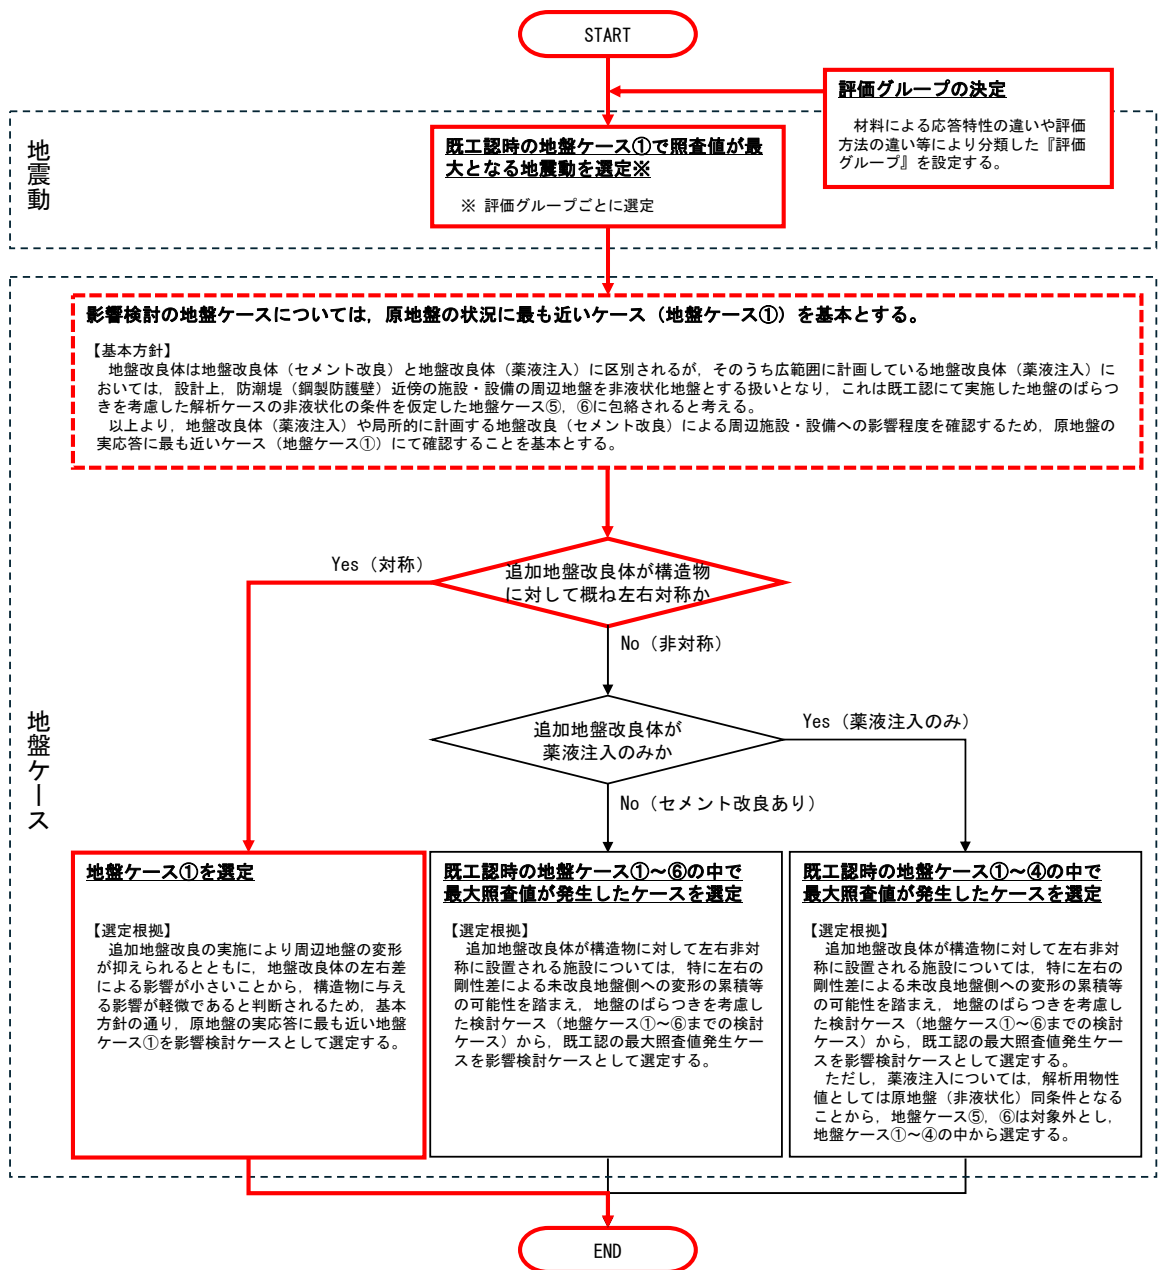 START
評価グループの決定
材料による応答特性の違いや評価
方法の違い等により分類した『評価
グループ』を設定する。
地震動
既工認時の地盤ケース①で照査値が最
大となる地震動を選定※
※ 評価グループごとに選定
地盤ケース
影響検討の地盤ケースについては，原地盤の状況に最も近いケース（地盤ケース①）を基本とする。
【基本方針】
地盤改良体は地盤改良体（セメント改良）と地盤改良体（薬液注入）に区別されるが，そのうち広範囲に計画している地盤改良体（薬液注入）に
おいては，設計上，防潮堤（鋼製防護壁）近傍の施設・設備の周辺地盤を非液状化地盤とする扱いとなり，これは既工認にて実施した地盤のばらつ
きを考慮した解析ケースの非液状化の条件を仮定した地盤ケース⑤，⑥に包絡されると考える。
以上より，地盤改良体（薬液注入）や局所的に計画する地盤改良（セメント改良）による周辺施設・設備への影響程度を確認するため，原地盤の
実応答に最も近いケース（地盤ケース①）にて確認することを基本とする。
追加地盤改良体が構造物
に対して概ね左右対称か
Yes（対称）
No（非対称）
追加地盤改良体が
薬液注入のみか
Yes（薬液注入のみ）
No（セメント改良あり）
地盤ケース①を選定
【選定根拠】
追加地盤改良の実施により周辺地盤の変形
が抑えられるとともに，地盤改良体の左右差
による影響が小さいことから，構造物に与え
る影響が軽微であると判断されるため，基本
方針の通り，原地盤の実応答に最も近い地盤
ケース①を影響検討ケースとして選定する。
既工認時の地盤ケース①～⑥の中で
最大照査値が発生したケースを選定
【選定根拠】
追加地盤改良体が構造物に対して左右非対
称に設置される施設については，特に左右の
剛性差による未改良地盤側への変形の累積等
の可能性を踏まえ，地盤のばらつきを考慮し
た検討ケース（地盤ケース①～⑥までの検討
ケース）から，既工認の最大照査値発生ケー
スを影響検討ケースとして選定する。
既工認時の地盤ケース①～④の中で
最大照査値が発生したケースを選定
【選定根拠】
追加地盤改良体が構造物に対して左右非対
称に設置される施設については，特に左右の
剛性差による未改良地盤側への変形の累積等
の可能性を踏まえ，地盤のばらつきを考慮し
た検討ケース（地盤ケース①～⑥までの検討
ケース）から，既工認の最大照査値発生ケー
スを影響検討ケースとして選定する。
ただし，薬液注入については，解析用物性
値としては原地盤（非液状化）同条件となる
ことから，地盤ケース⑤，⑥は対象外とし，
地盤ケース①～④の中から選定する。
END